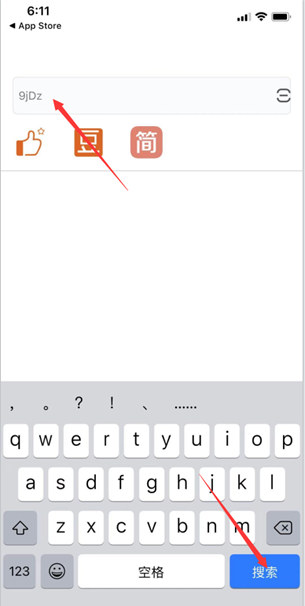 6:11
◀ App Store
9jDz
豆 简
， 。 ？ ！ 、 ……
q w e r t y u i o p
a s d f g h j k l
z x c v b n m
123 空格 搜索